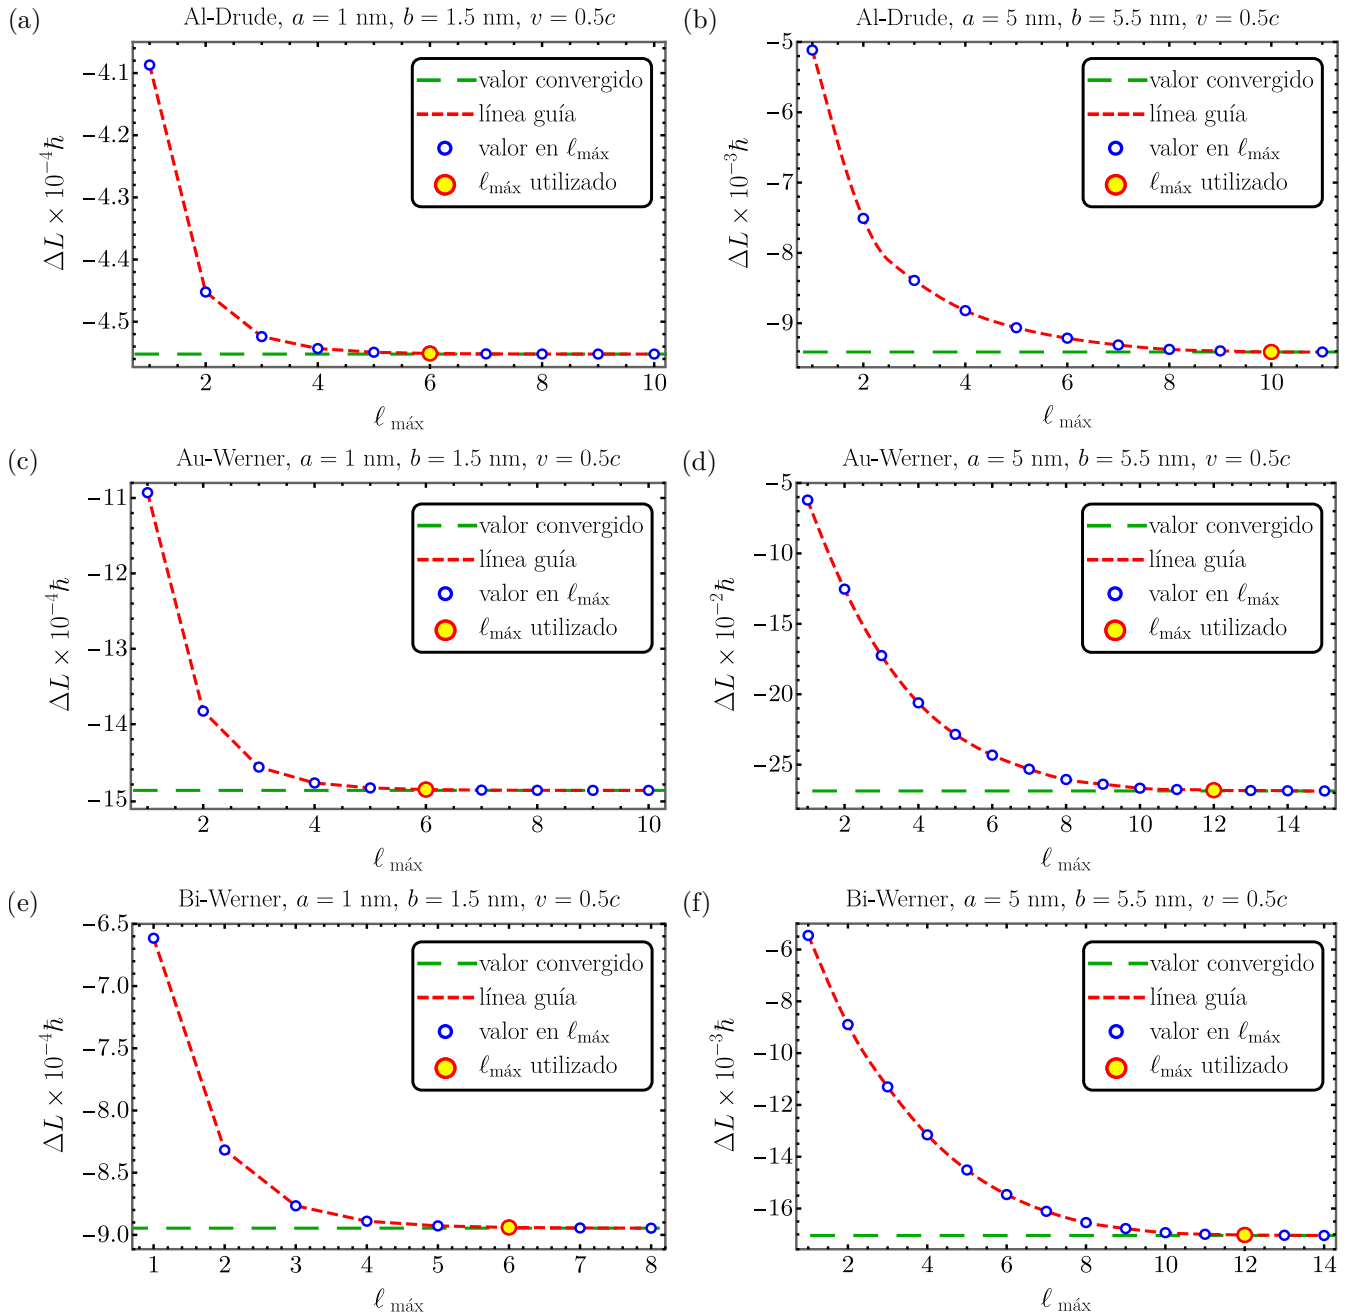 (a)
Al-Drude, a = 1 nm, b = 1.5 nm, v = 0.5c
ΔL × 10⁻⁴ħ
−4.1
−4.2
−4.3
−4.4
−4.5
valor convergido
línea guía
valor en ℓmáx
ℓmáx utilizado
2 4 6 8 10
ℓ máx
(b)
Al-Drude, a = 5 nm, b = 5.5 nm, v = 0.5c
ΔL × 10⁻³ħ
−5
−6
−7
−8
−9
valor convergido
línea guía
valor en ℓmáx
ℓmáx utilizado
2 4 6 8 10
ℓ máx
(c)
Au-Werner, a = 1 nm, b = 1.5 nm, v = 0.5c
ΔL × 10⁻⁴ħ
−11
−12
−13
−14
−15
valor convergido
línea guía
valor en ℓmáx
ℓmáx utilizado
2 4 6 8 10
ℓ máx
(d)
Au-Werner, a = 5 nm, b = 5.5 nm, v = 0.5c
ΔL × 10⁻²ħ
−5
−10
−15
−20
−25
valor convergido
línea guía
valor en ℓmáx
ℓmáx utilizado
2 4 6 8 10 12 14
ℓ máx
(e)
Bi-Werner, a = 1 nm, b = 1.5 nm, v = 0.5c
ΔL × 10⁻⁴ħ
−6.5
−7.0
−7.5
−8.0
−8.5
−9.0
valor convergido
línea guía
valor en ℓmáx
ℓmáx utilizado
1 2 3 4 5 6 7 8
ℓ máx
(f)
Bi-Werner, a = 5 nm, b = 5.5 nm, v = 0.5c
ΔL × 10⁻³ħ
−6
−8
−10
−12
−14
−16
valor convergido
línea guía
valor en ℓmáx
ℓmáx utilizado
2 4 6 8 10 12 14
ℓ máx